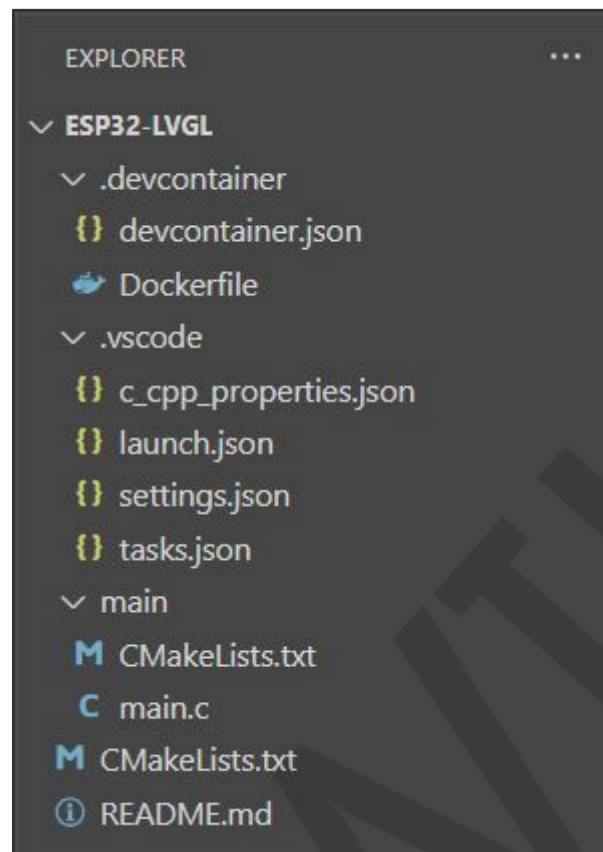 EXPLORER ...
ESP32-LVGL
.devcontainer
{} devcontainer.json
Dockerfile
.vscode
{} c_cpp_properties.json
{} launch.json
{} settings.json
{} tasks.json
main
M CMakeLists.txt
C main.c
M CMakeLists.txt
README.md